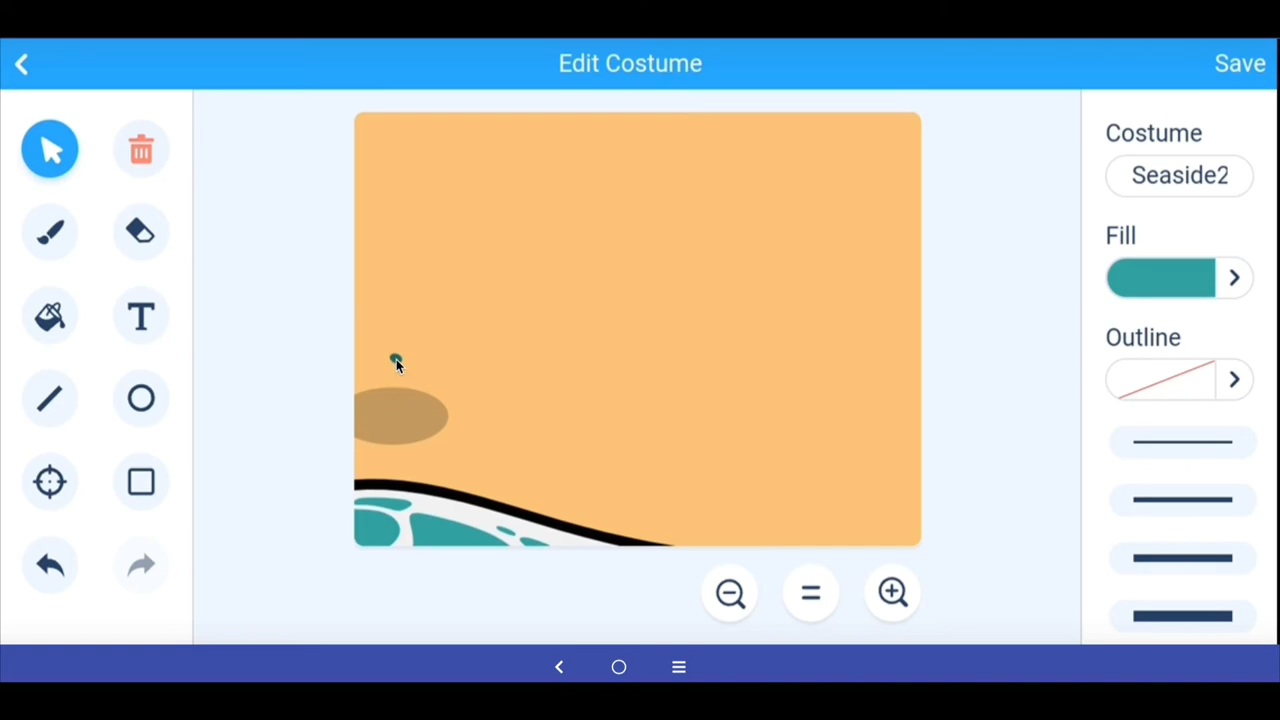 Edit Costume
Save
Costume
Seaside2
Fill
Outline